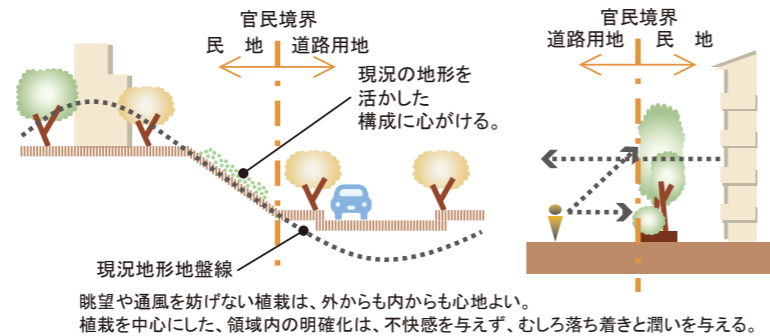 官民境界
民 地 道路用地
現況の地形を
活かした
構成に心がける。
現況地形地盤線
官民境界
道路用地 民 地
眺望や通風を妨げない植栽は、外からも内からも心地よい。
植栽を中心にした、領域内の明確化は、不快感を与えず、むしろ落ち着きと潤いを与える。